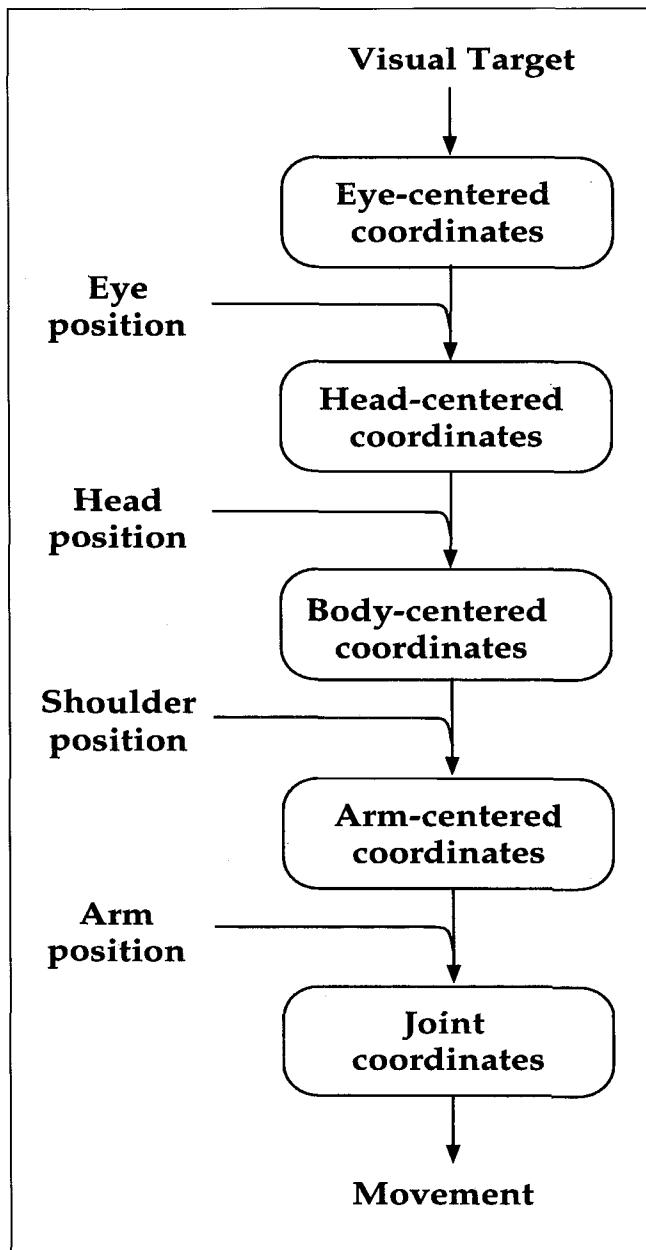 Visual Target
Eye-centered
coordinates
Eye
position
Head-centered
coordinates
Head
position
Body-centered
coordinates
Shoulder
position
Arm-centered
coordinates
Arm
position
Joint
coordinates
Movement